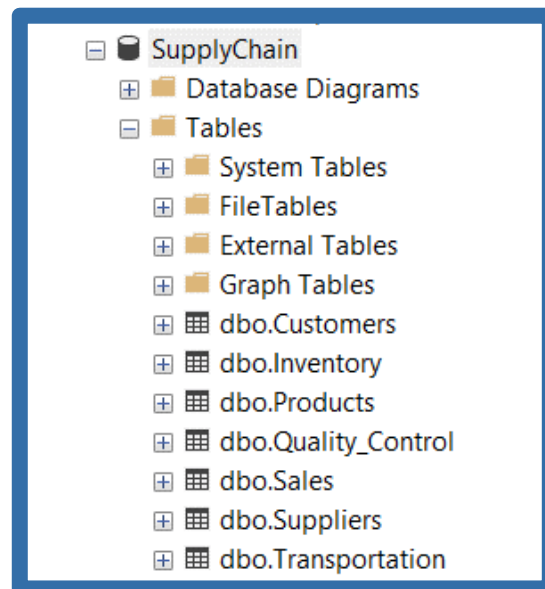 SupplyChain
Database Diagrams
Tables
System Tables
FileTables
External Tables
Graph Tables
dbo.Customers
dbo.Inventory
dbo.Products
dbo.Quality_Control
dbo.Sales
dbo.Suppliers
dbo.Transportation